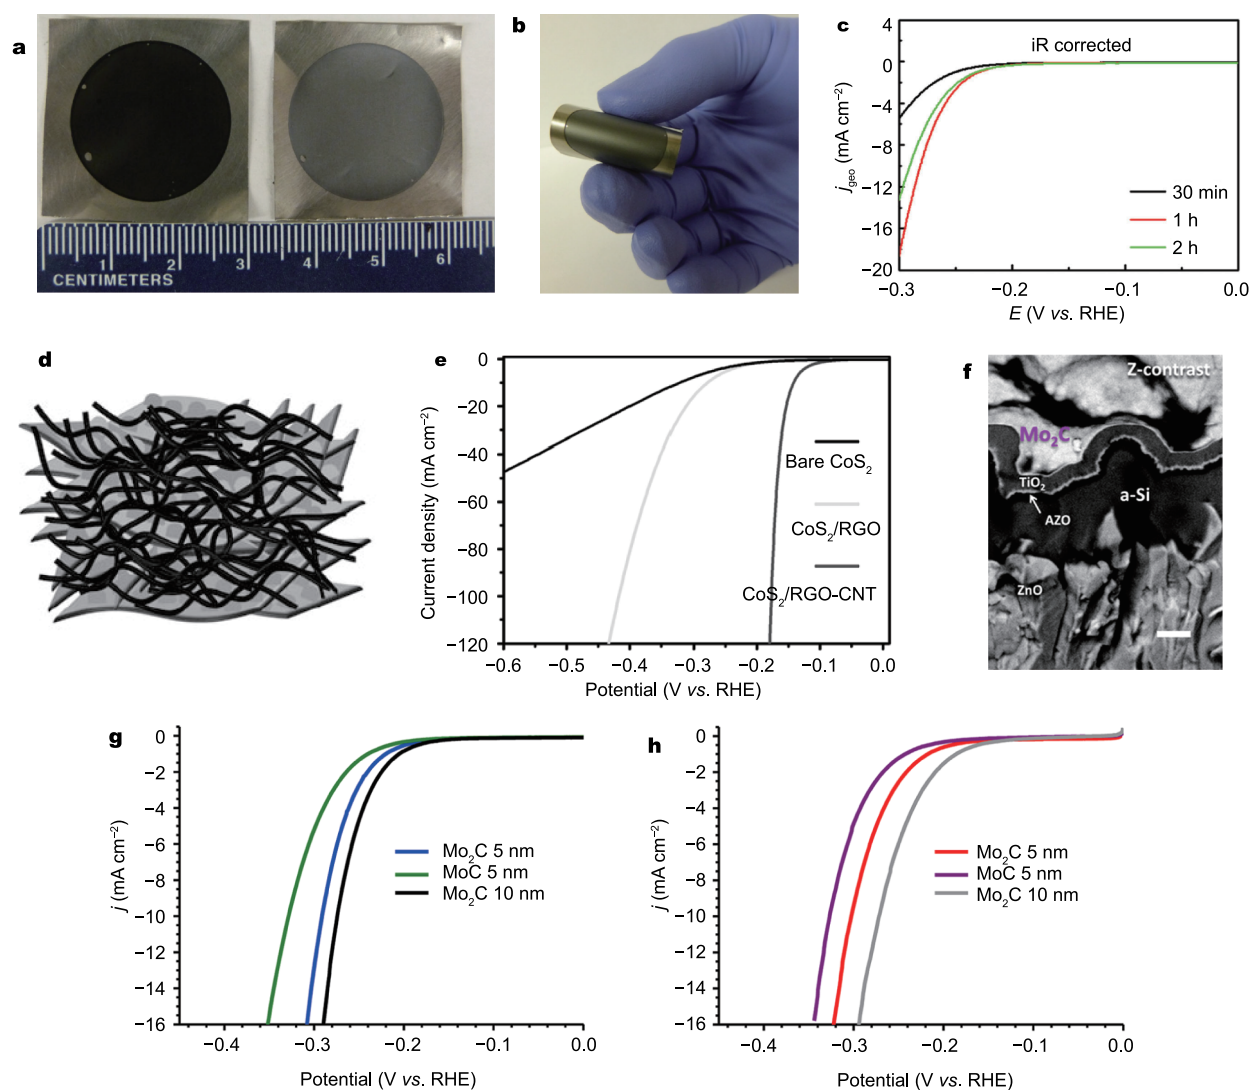 a
1 2 3 4 5 6
CENTIMETERS
b
c
iR corrected
0
−4
−8
−12
−16
−20
j_geo (mA cm⁻²)
30 min
1 h
2 h
−0.3 −0.2 −0.1 0.0
E (V vs. RHE)
d
e
0
−20
−40
−60
−80
−100
−120
Current density (mA cm⁻²)
Bare CoS₂
CoS₂/RGO
CoS₂/RGO-CNT
−0.6 −0.5 −0.4 −0.3 −0.2 −0.1 0.0
Potential (V vs. RHE)
f
Z-contrast
Mo₂C
TiO₂
a-Si
AZO
ZnO
g
0
−2
−4
−6
−8
−10
−12
−14
−16
j (mA cm⁻²)
Mo₂C 5 nm
MoC 5 nm
Mo₂C 10 nm
−0.4 −0.3 −0.2 0.0
Potential (V vs. RHE)
h
0
−2
−4
−6
−8
−10
−12
−14
−16
j (mA cm⁻²)
Mo₂C 5 nm
MoC 5 nm
Mo₂C 10 nm
−0.4 −0.3 −0.2 −0.1 0.0
Potential (V vs. RHE)